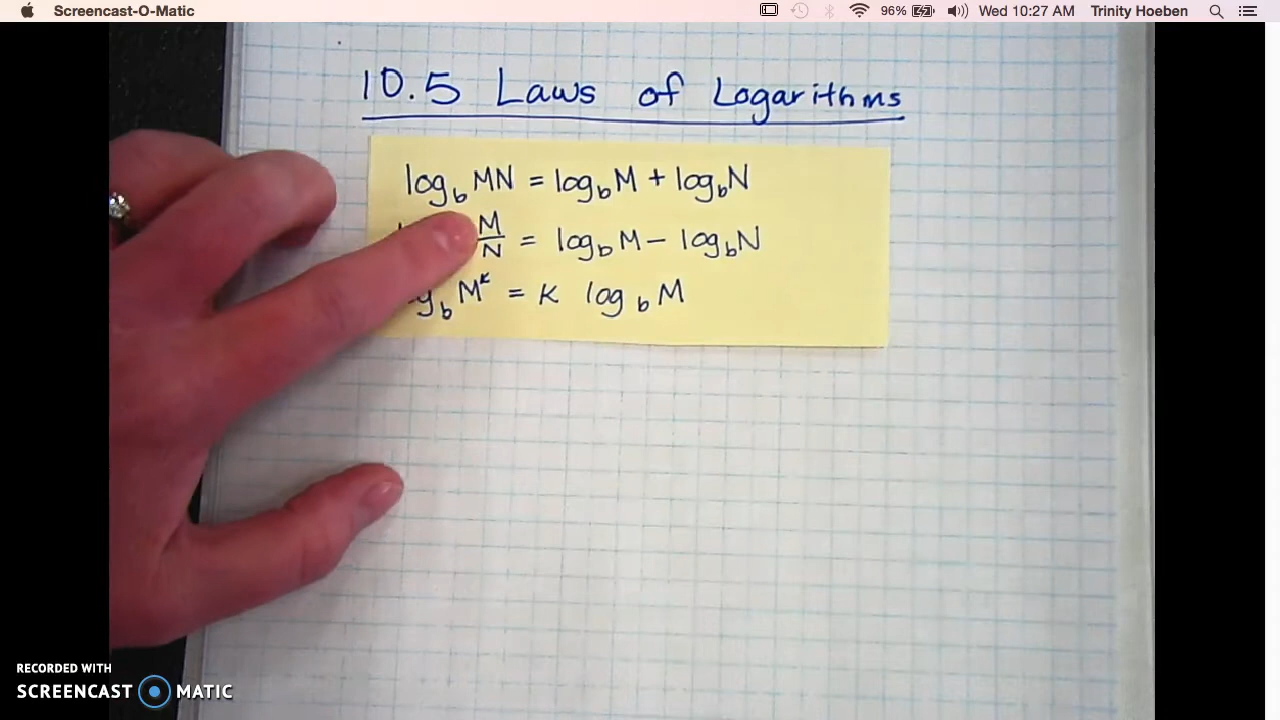 Screencast-O-Matic 96% Wed 10:27 AM Trinity Hoeben
10.5 Laws of Logarithms
log_b MN = log_b M + log_b N
M/N = log_b M − log_b N
g_b M^K = K log_b M
RECORDED WITH
SCREENCAST MATIC